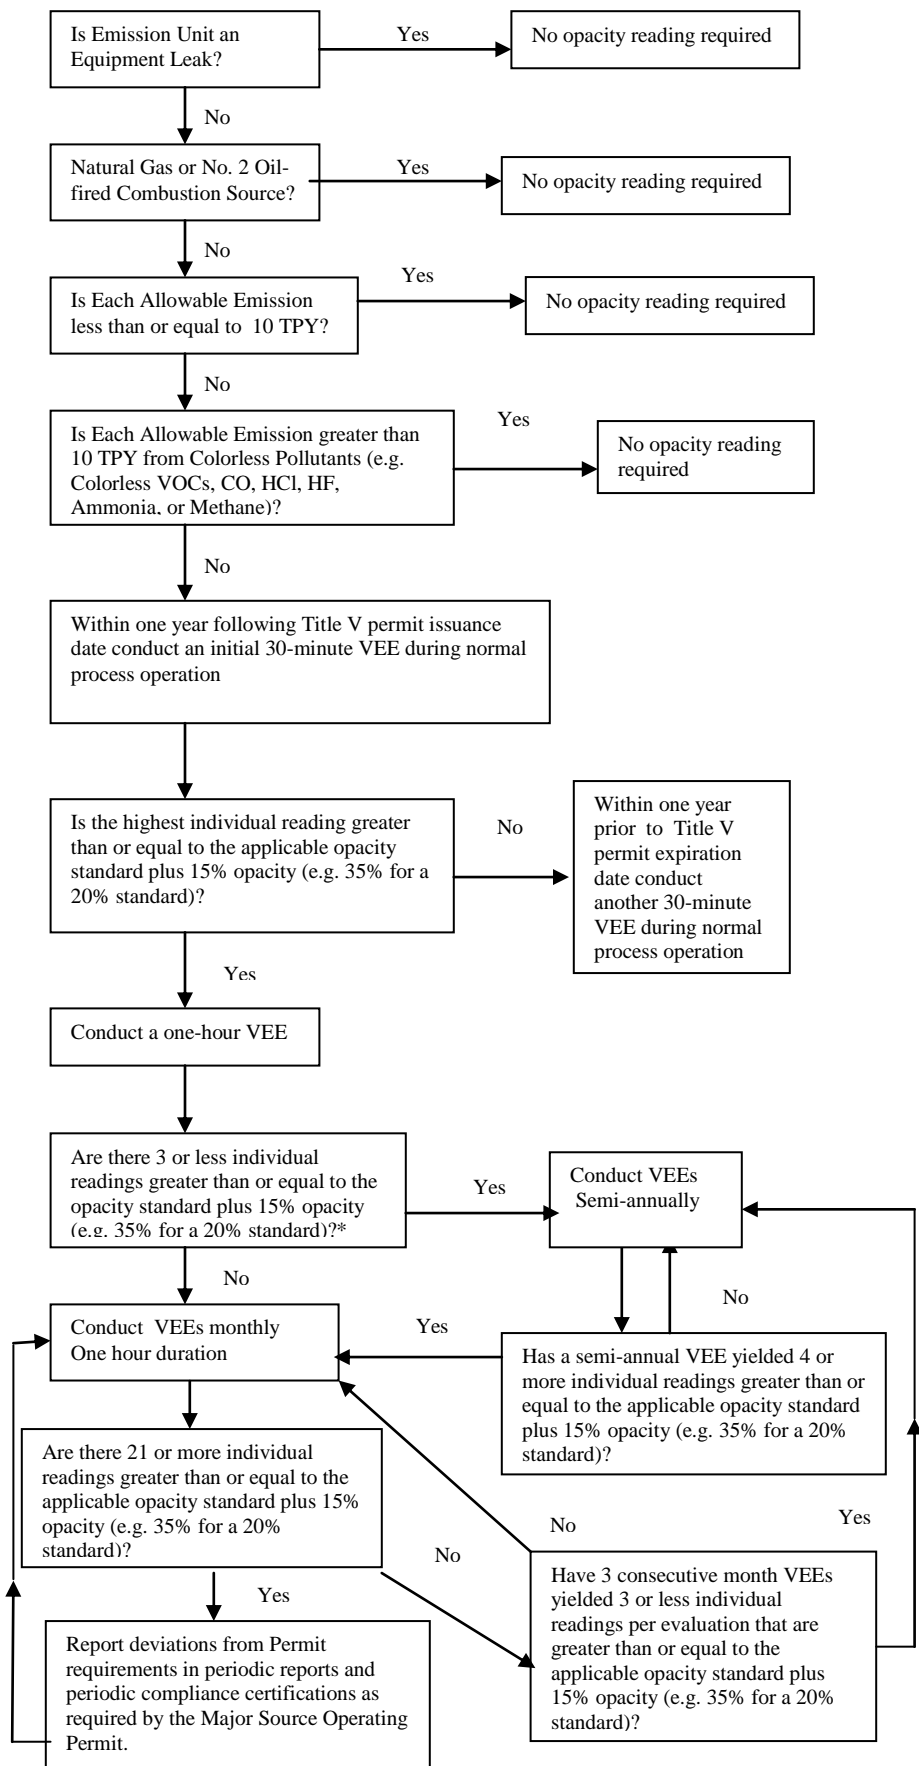 Is Emission Unit an
Equipment Leak?
Yes
No opacity reading required
No
Natural Gas or No. 2 Oil-
fired Combustion Source?
Yes
No opacity reading required
No
Is Each Allowable Emission
less than or equal to 10 TPY?
Yes
No opacity reading required
No
Is Each Allowable Emission greater than
10 TPY from Colorless Pollutants (e.g.
Colorless VOCs, CO, HCl, HF,
Ammonia, or Methane)?
Yes
No opacity reading
required
No
Within one year following Title V permit issuance
date conduct an initial 30-minute VEE during normal
process operation
Is the highest individual reading greater
than or equal to the applicable opacity
standard plus 15% opacity (e.g. 35% for a
20% standard)?
No
Within one year
prior to Title V
permit expiration
date conduct
another 30-minute
VEE during normal
process operation
Yes
Conduct a one-hour VEE
Are there 3 or less individual
readings greater than or equal to the
opacity standard plus 15% opacity
(e.g. 35% for a 20% standard)?*
Yes
Conduct VEEs
Semi-annually
No
No
Conduct VEEs monthly
One hour duration
Yes
Has a semi-annual VEE yielded 4 or
more individual readings greater than or
equal to the applicable opacity standard
plus 15% opacity (e.g. 35% for a 20%
standard)?
Are there 21 or more individual
readings greater than or equal to the
applicable opacity standard plus 15%
opacity (e.g. 35% for a 20%
standard)?
No
No
Yes
Have 3 consecutive month VEEs
yielded 3 or less individual
readings per evaluation that are
greater than or equal to the
applicable opacity standard plus
15% opacity (e.g. 35% for a 20%
standard)?
Yes
Report deviations from Permit
requirements in periodic reports and
periodic compliance certifications as
required by the Major Source Operating
Permit.